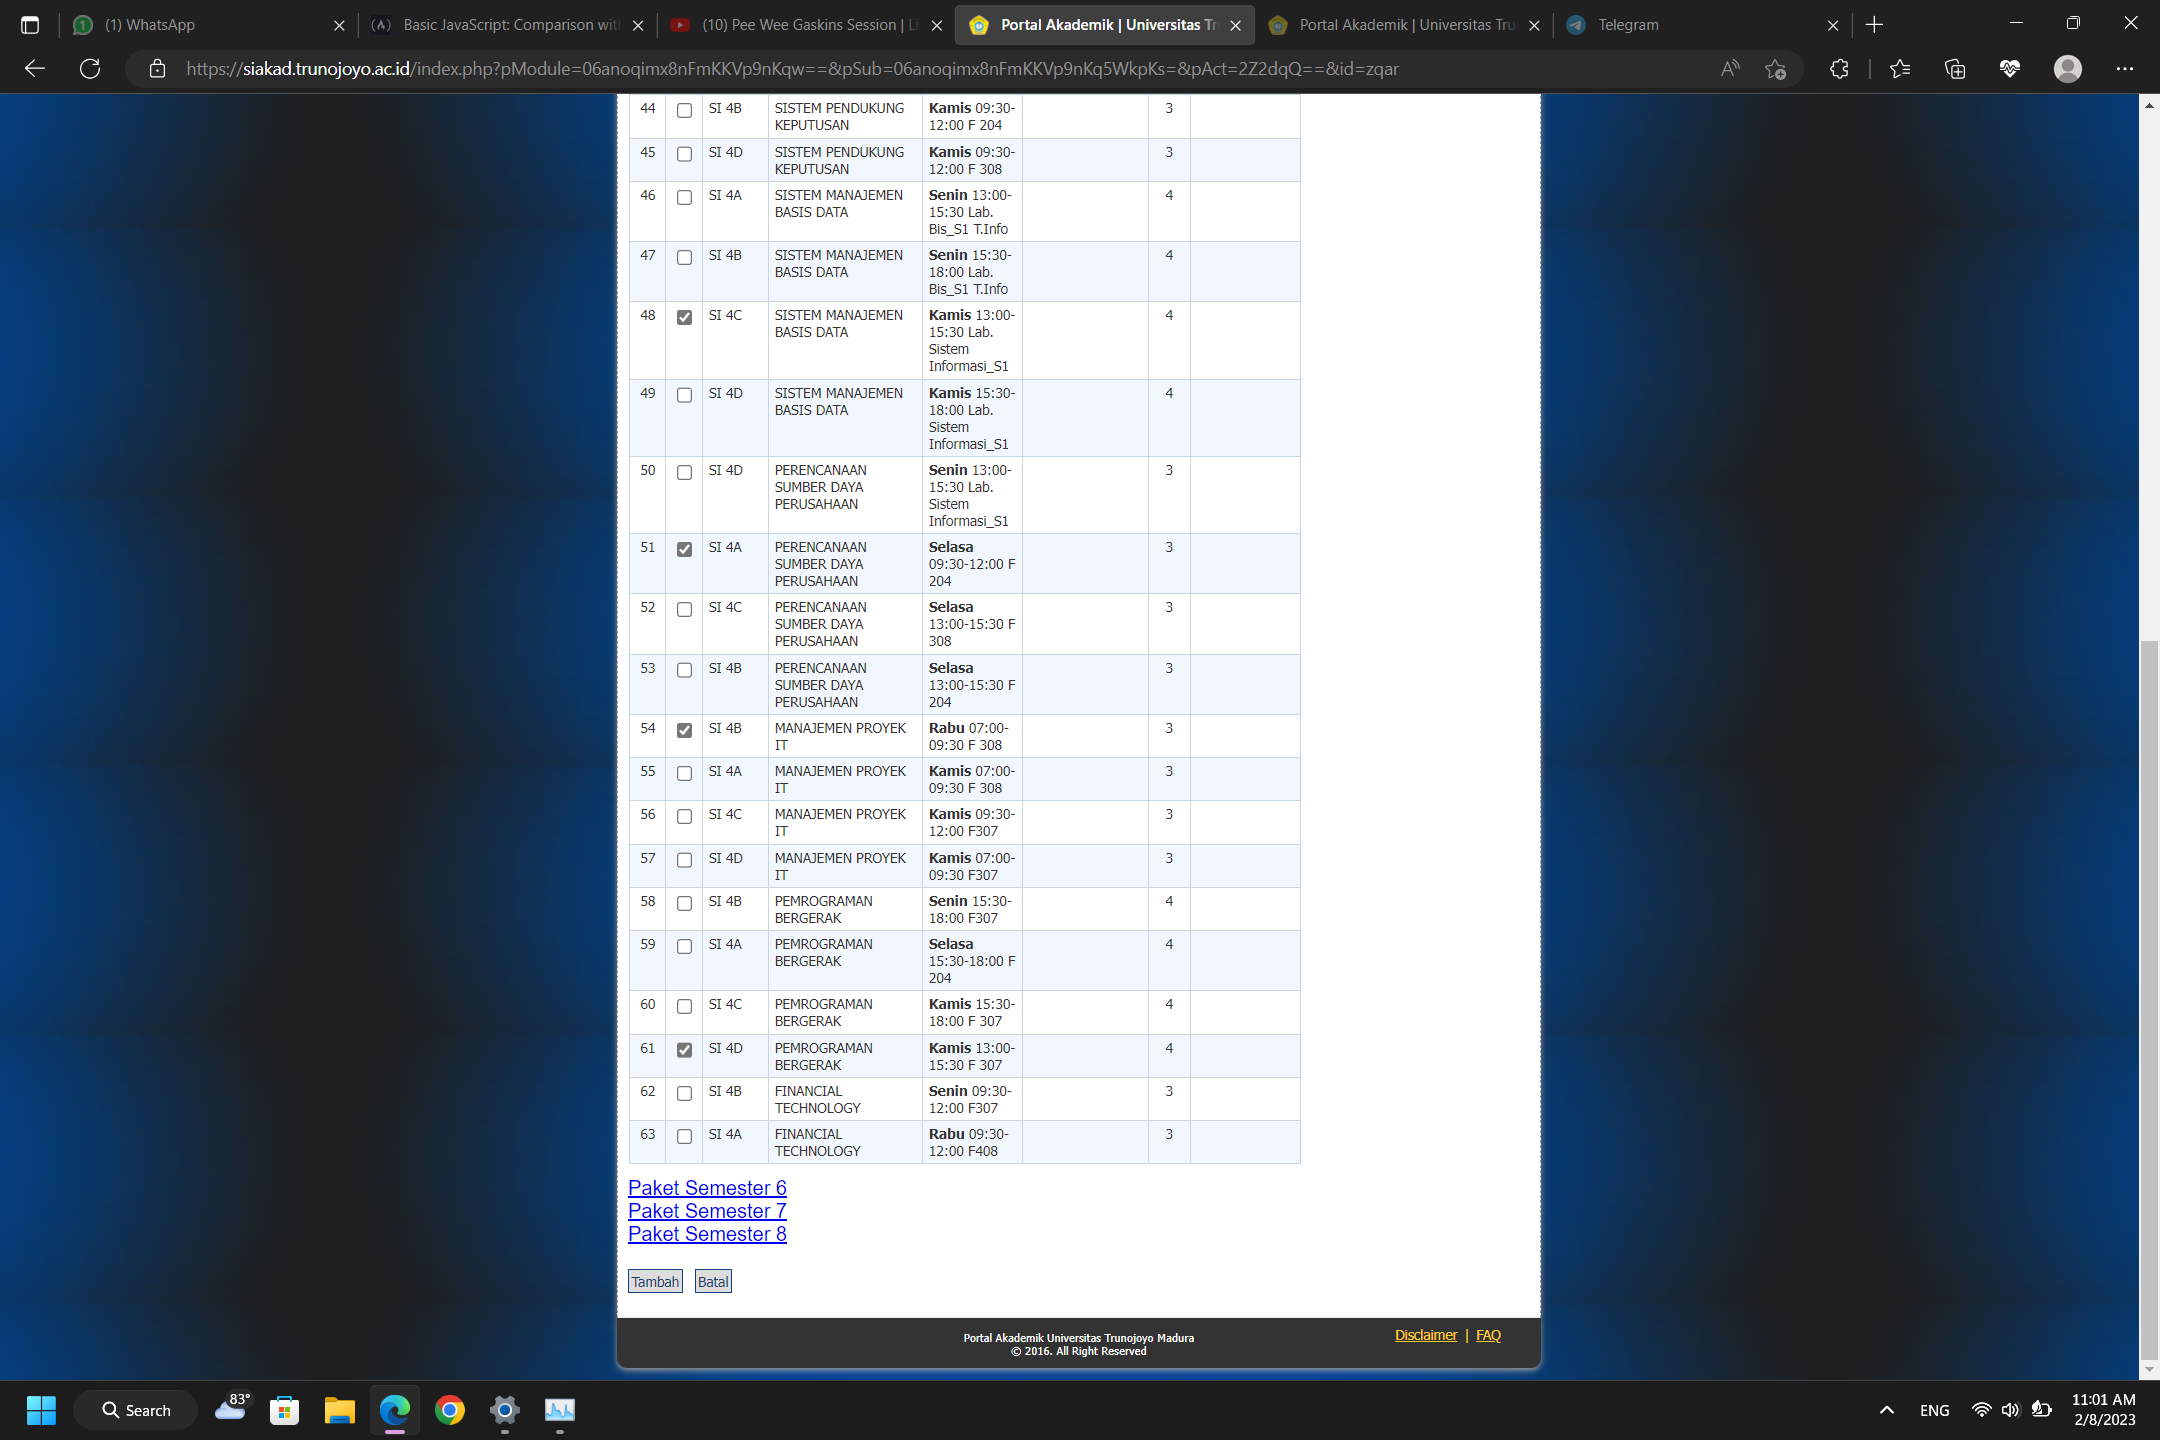 (1) WhatsApp
Basic JavaScript: Comparison with
(10) Pee Wee Gaskins Session | Li
Portal Akademik | Universitas Tr
Portal Akademik | Universitas Tru
Telegram
https://siakad.trunojoyo.ac.id/index.php?pModule=06anoqimx8nFmKKVp9nKqw==&pSub=06anoqimx8nFmKKVp9nKq5WkpKs=&pAct=2Z2dqQ==&id=zqar
44 SI 4B SISTEM PENDUKUNG Kamis 09:30- 3
KEPUTUSAN 12:00 F 204
45 SI 4D SISTEM PENDUKUNG Kamis 09:30- 3
KEPUTUSAN 12:00 F 308
46 SI 4A SISTEM MANAJEMEN Senin 13:00- 4
BASIS DATA 15:30 Lab.
Bis_S1 T.Info
47 SI 4B SISTEM MANAJEMEN Senin 15:30- 4
BASIS DATA 18:00 Lab.
Bis_S1 T.Info
48 SI 4C SISTEM MANAJEMEN Kamis 13:00- 4
BASIS DATA 15:30 Lab.
Sistem
Informasi_S1
49 SI 4D SISTEM MANAJEMEN Kamis 15:30- 4
BASIS DATA 18:00 Lab.
Sistem
Informasi_S1
50 SI 4D PERENCANAAN Senin 13:00- 3
SUMBER DAYA 15:30 Lab.
PERUSAHAAN Sistem
Informasi_S1
51 SI 4A PERENCANAAN Selasa 3
SUMBER DAYA 09:30-12:00 F
PERUSAHAAN 204
52 SI 4C PERENCANAAN Selasa 3
SUMBER DAYA 13:00-15:30 F
PERUSAHAAN 308
53 SI 4B PERENCANAAN Selasa 3
SUMBER DAYA 13:00-15:30 F
PERUSAHAAN 204
54 SI 4B MANAJEMEN PROYEK Rabu 07:00- 3
IT 09:30 F 308
55 SI 4A MANAJEMEN PROYEK Kamis 07:00- 3
IT 09:30 F 308
56 SI 4C MANAJEMEN PROYEK Kamis 09:30- 3
IT 12:00 F307
57 SI 4D MANAJEMEN PROYEK Kamis 07:00- 3
IT 09:30 F307
58 SI 4B PEMROGRAMAN Senin 15:30- 4
BERGERAK 18:00 F307
59 SI 4A PEMROGRAMAN Selasa 4
BERGERAK 15:30-18:00 F
204
60 SI 4C PEMROGRAMAN Kamis 15:30- 4
BERGERAK 18:00 F 307
61 SI 4D PEMROGRAMAN Kamis 13:00- 4
BERGERAK 15:30 F 307
62 SI 4B FINANCIAL Senin 09:30- 3
TECHNOLOGY 12:00 F307
63 SI 4A FINANCIAL Rabu 09:30- 3
TECHNOLOGY 12:00 F408
Paket Semester 6
Paket Semester 7
Paket Semester 8
Tambah Batal
Portal Akademik Universitas Trunojoyo Madura
© 2016. All Right Reserved
Disclaimer | FAQ
Search
83°
ENG
11:01 AM
2/8/2023